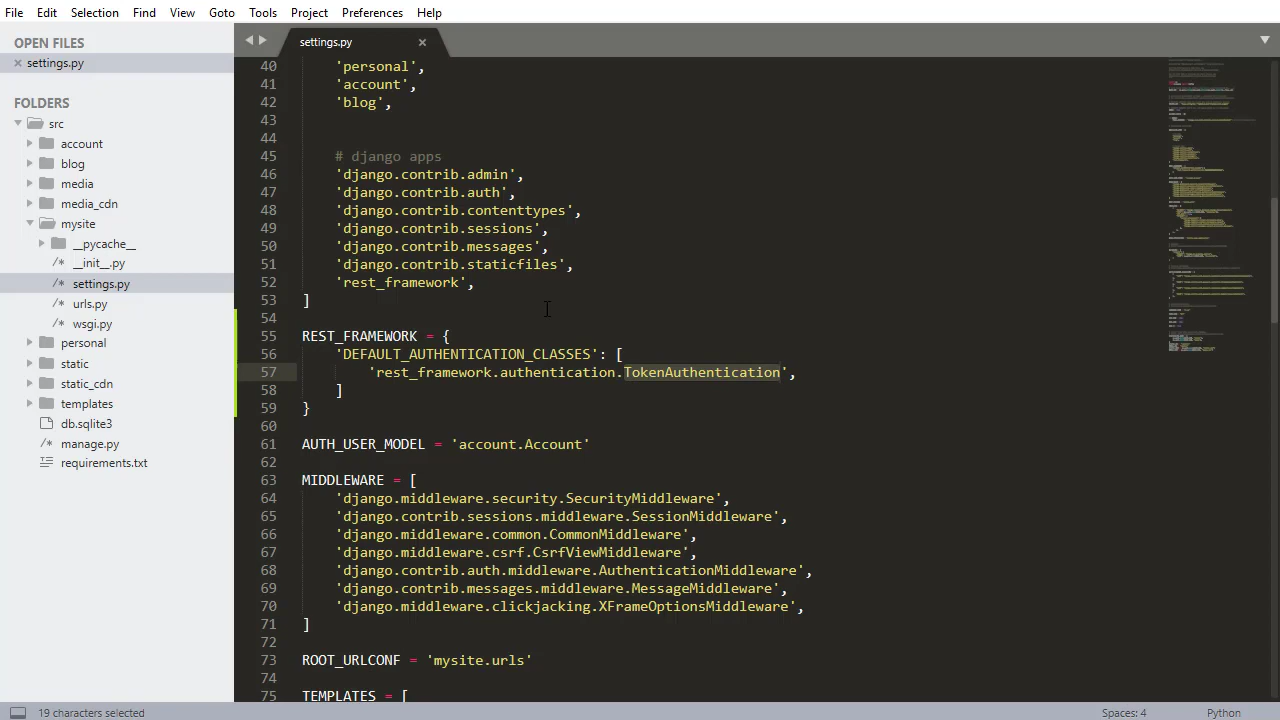 File Edit Selection Find View Goto Tools Project Preferences Help
OPEN FILES
settings.py
FOLDERS
src
account
blog
media
media_cdn
mysite
__pycache__
__init__.py
settings.py
urls.py
wsgi.py
personal
static
static_cdn
templates
db.sqlite3
manage.py
requirements.txt
settings.py
40 'personal',
41 'account',
42 'blog',
43
44
45 # django apps
46 'django.contrib.admin',
47 'django.contrib.auth',
48 'django.contrib.contenttypes',
49 'django.contrib.sessions',
50 'django.contrib.messages',
51 'django.contrib.staticfiles',
52 'rest_framework',
53 ]
54
55 REST_FRAMEWORK = {
56 'DEFAULT_AUTHENTICATION_CLASSES': [
57 'rest_framework.authentication.TokenAuthentication',
58 ]
59 }
60
61 AUTH_USER_MODEL = 'account.Account'
62
63 MIDDLEWARE = [
64 'django.middleware.security.SecurityMiddleware',
65 'django.contrib.sessions.middleware.SessionMiddleware',
66 'django.middleware.common.CommonMiddleware',
67 'django.middleware.csrf.CsrfViewMiddleware',
68 'django.contrib.auth.middleware.AuthenticationMiddleware',
69 'django.contrib.messages.middleware.MessageMiddleware',
70 'django.middleware.clickjacking.XFrameOptionsMiddleware',
71 ]
72
73 ROOT_URLCONF = 'mysite.urls'
74
75 TEMPLATES = [
19 characters selected Spaces: 4 Python